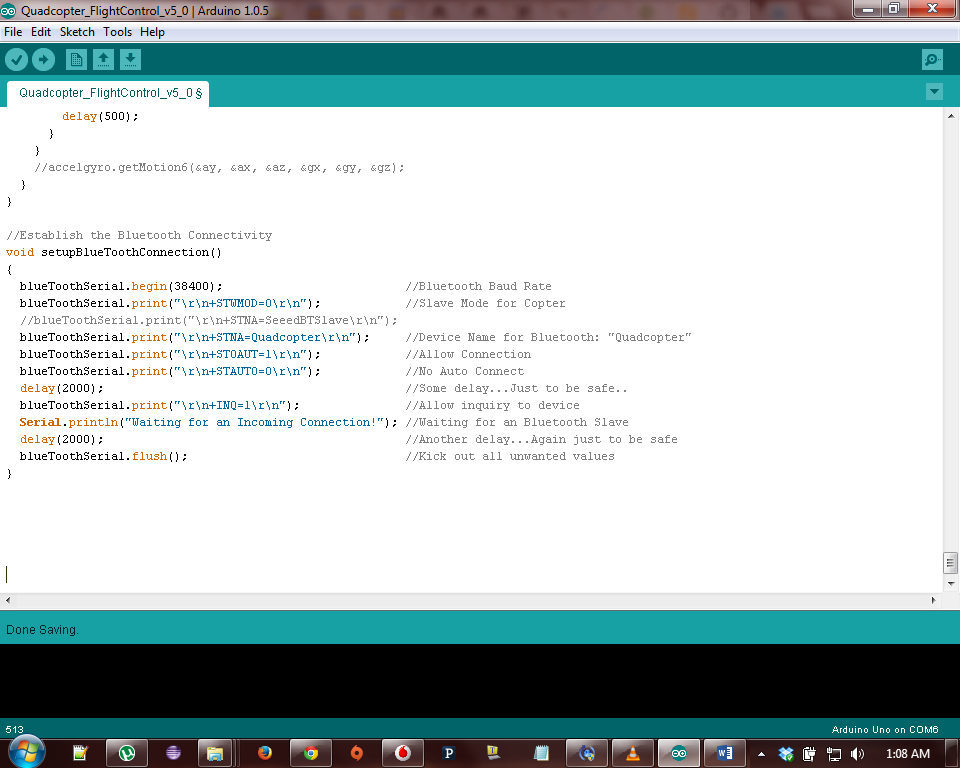 Quadcopter_FlightControl_v5_0 | Arduino 1.0.5
File Edit Sketch Tools Help
Quadcopter_FlightControl_v5_0 §
delay(500);
}
}
//accelgyro.getMotion6(&ay, &ax, &az, &gx, &gy, &gz);
}
}
//Establish the Bluetooth Connectivity
void setupBlueToothConnection()
{
blueToothSerial.begin(38400); //Bluetooth Baud Rate
blueToothSerial.print("\r\n+STWMOD=0\r\n"); //Slave Mode for Copter
//blueToothSerial.print("\r\n+STNA=SeeedBTSlave\r\n");
blueToothSerial.print("\r\n+STNA=Quadcopter\r\n"); //Device Name for Bluetooth: "Quadcopter"
blueToothSerial.print("\r\n+STOAUT=1\r\n"); //Allow Connection
blueToothSerial.print("\r\n+STAUTO=0\r\n"); //No Auto Connect
delay(2000); //Some delay...Just to be safe..
blueToothSerial.print("\r\n+INQ=1\r\n"); //Allow inquiry to device
Serial.println("Waiting for an Incoming Connection!"); //Waiting for an Bluetooth Slave
delay(2000); //Another delay...Again just to be safe
blueToothSerial.flush(); //Kick out all unwanted values
}
Done Saving.
513 Arduino Uno on COM6
1:08 AM